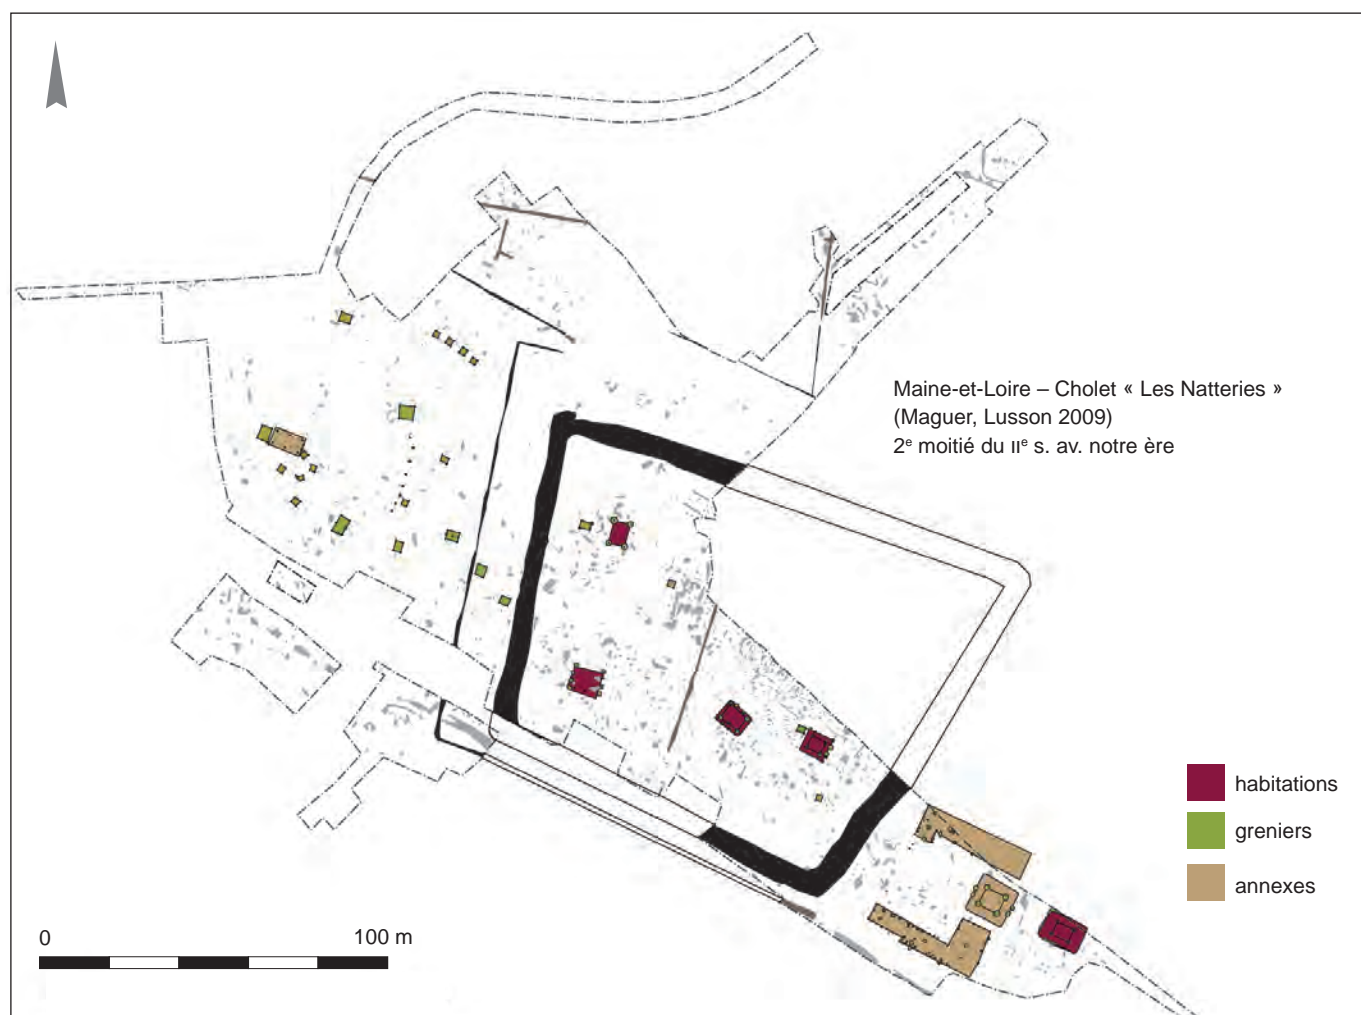 Maine-et-Loire – Cholet « Les Natteries »
(Maguer, Lusson 2009)
2e moitié du IIe s. av. notre ère
habitations
greniers
annexes
0 100 m